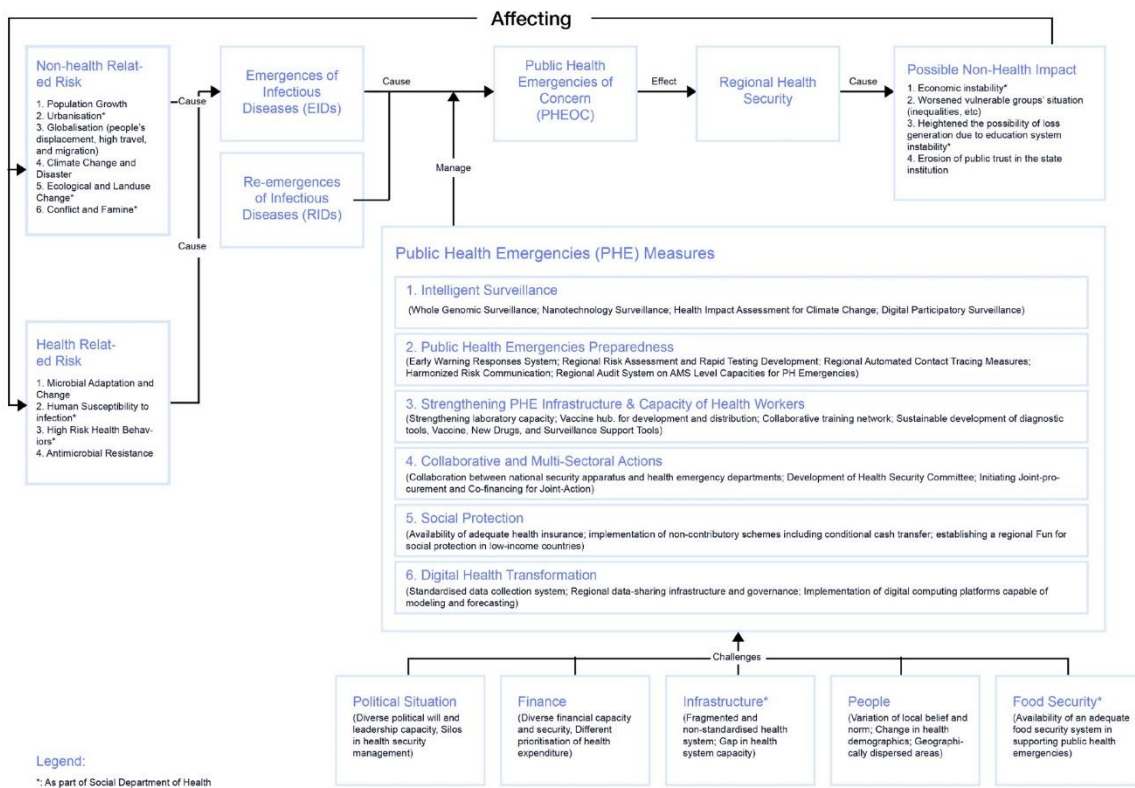 Affecting
Non-health Relat-
ed Risk
1. Population Growth
2. Urbanisation*
3. Globalisation (people's
displacement, high travel,
and migration)
4. Climate Change and
Disaster
5. Ecological and Landuse
Change*
6. Conflict and Famine*
Cause
Emergences of
Infectious
Diseases (EIDs)
Cause
Public Health
Emergencies of
Concern
(PHEOC)
Effect
Regional Health
Security
Cause
Possible Non-Health Impact
1. Economic instability*
2. Worsened vulnerable groups' situation
(inequalities, etc)
3. Heightened the possibility of loss
generation due to education system
instability*
4. Erosion of public trust in the state
institution
Re-emergences
of Infectious
Diseases (RIDs)
Manage
Cause
Health Relat-
ed Risk
1. Microbial Adaptation and
Change
2. Human Susceptibility to
infection*
3. High Risk Health Behav-
iors*
4. Antimicrobial Resistance
Public Health Emergencies (PHE) Measures
1. Intelligent Surveillance
(Whole Genomic Surveillance; Nanotechnology Surveillance; Health Impact Assessment for Climate Change; Digital Participatory Surveillance)
2. Public Health Emergencies Preparedness
(Early Warning Responses System; Regional Risk Assessment and Rapid Testing Development; Regional Automated Contact Tracing Measures;
Harmonized Risk Communication; Regional Audit System on AMS Level Capacities for PH Emergencies)
3. Strengthening PHE Infrastructure & Capacity of Health Workers
(Strengthening laboratory capacity; Vaccine hub. for development and distribution; Collaborative training network; Sustainable development of diagnostic
tools, Vaccine, New Drugs, and Surveillance Support Tools)
4. Collaborative and Multi-Sectoral Actions
(Collaboration between national security apparatus and health emergency departments; Development of Health Security Committee; Initiating Joint-pro-
curement and Co-financing for Joint-Action)
5. Social Protection
(Availability of adequate health insurance; implementation of non-contributory schemes including conditional cash transfer; establishing a regional Fun for
social protection in low-income countries)
6. Digital Health Transformation
(Standardised data collection system; Regional data-sharing infrastructure and governance; Implementation of digital computing platforms capable of
modeling and forecasting)
Challenges
Political Situation
(Diverse political will and
leadership capacity, Silos
in health security
management)
Finance
(Diverse financial capacity
and security, Different
prioritisation of health
expenditure)
Infrastructure*
(Fragmented and
non-standardised health
system; Gap in health
system capacity)
People
(Variation of local belief and
norm; Change in health
demographics; Geographi-
cally dispersed areas)
Food Security*
(Availability of an adequate
food security system in
supporting public health
emergencies)
Legend:
*: As part of Social Department of Health